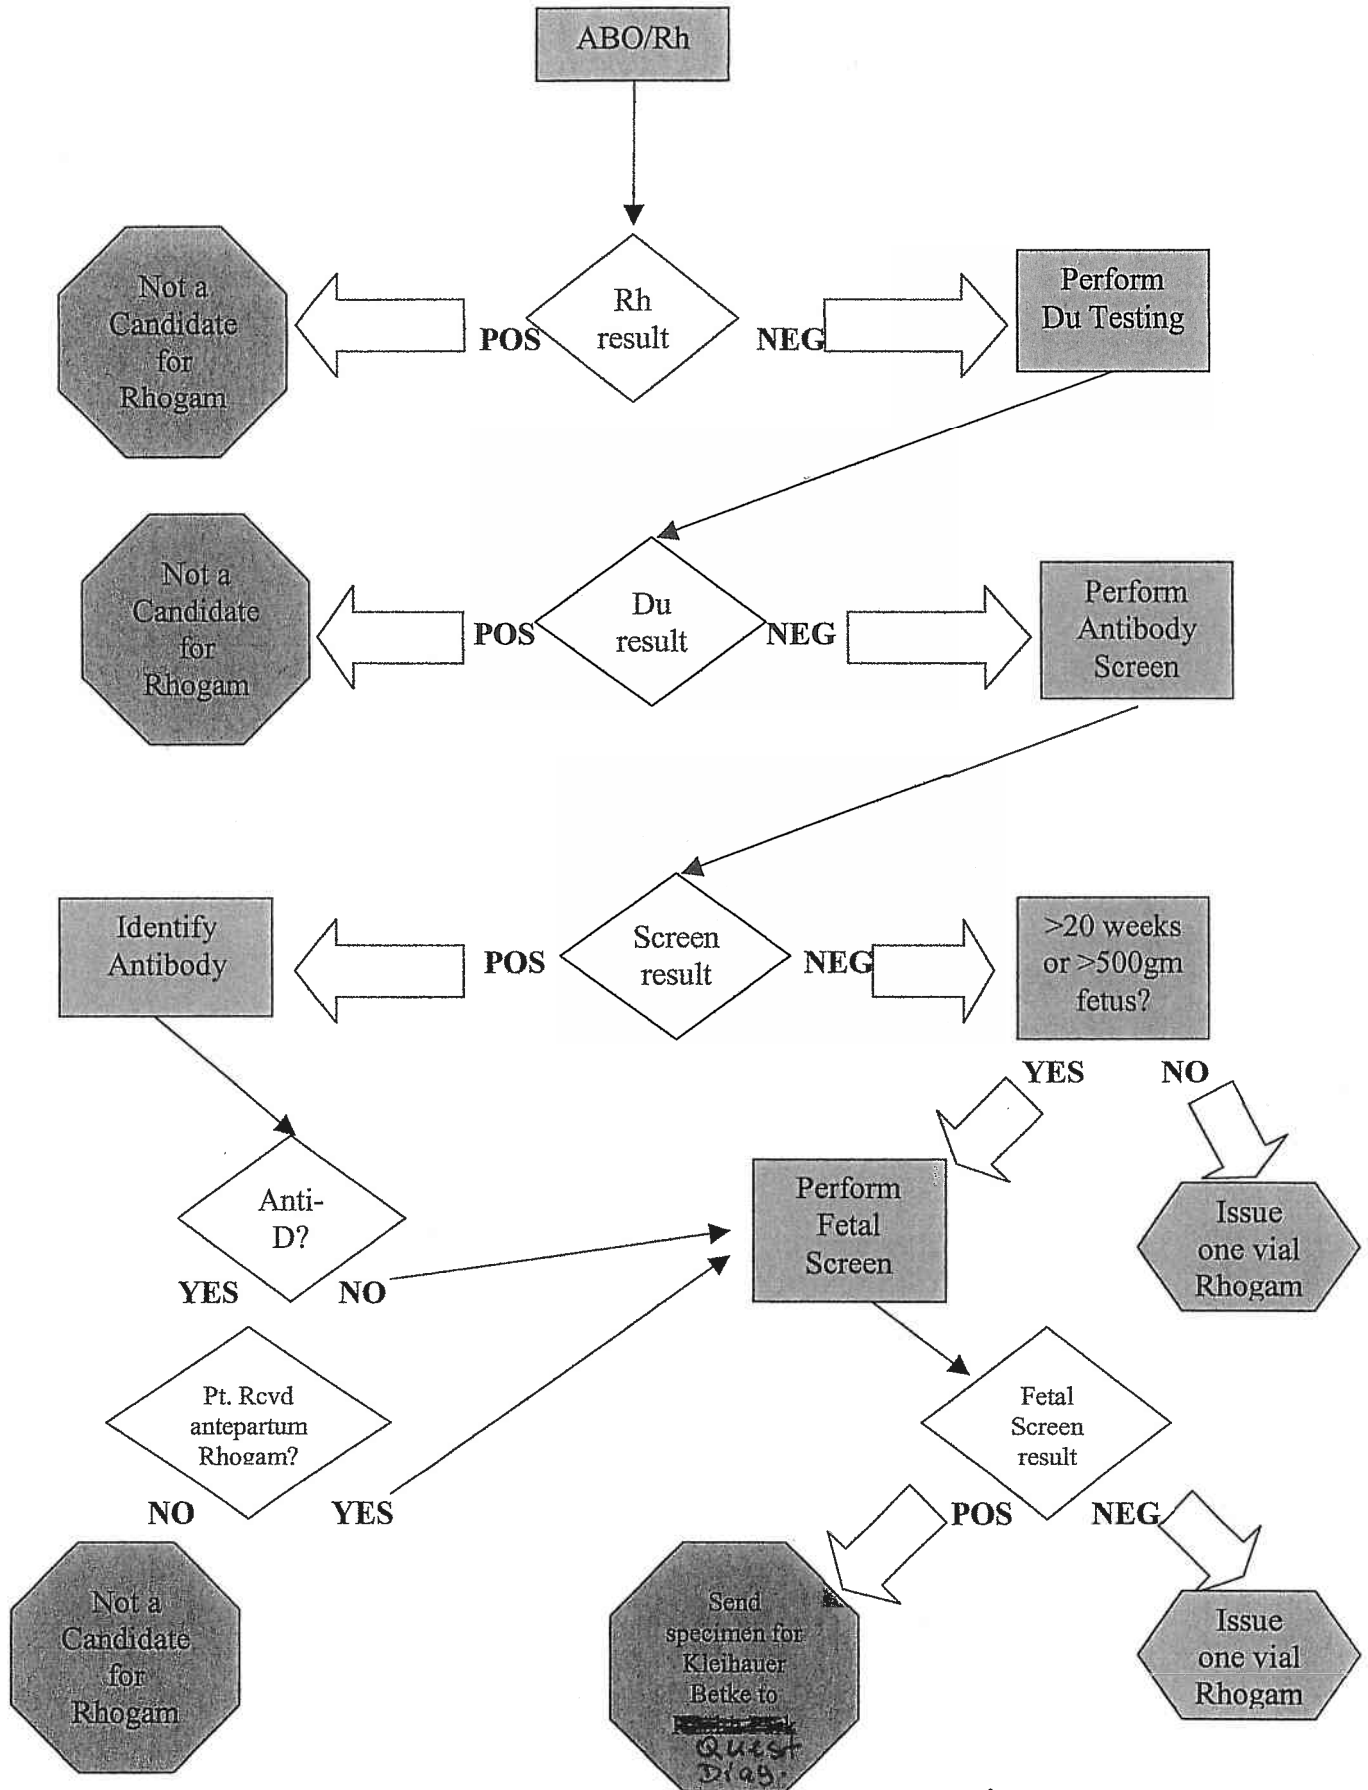 ABO/Rh
Not a
Candidate
for
Rhogam
POS
Rh
result
NEG
Perform
Du Testing
Not a
Candidate
for
Rhogam
POS
Du
result
NEG
Perform
Antibody
Screen
Identify
Antibody
POS
Screen
result
NEG
>20 weeks
or >500gm
fetus?
YES NO
Anti-
D?
YES NO
Perform
Fetal
Screen
Issue
one vial
Rhogam
Pt. Rcvd
antepartum
Rhogam?
NO YES
Fetal
Screen
result
POS NEG
Not a
Candidate
for
Rhogam
Send
specimen for
Kleihauer
Betke to
Quest
Diag.
Issue
one vial
Rhogam